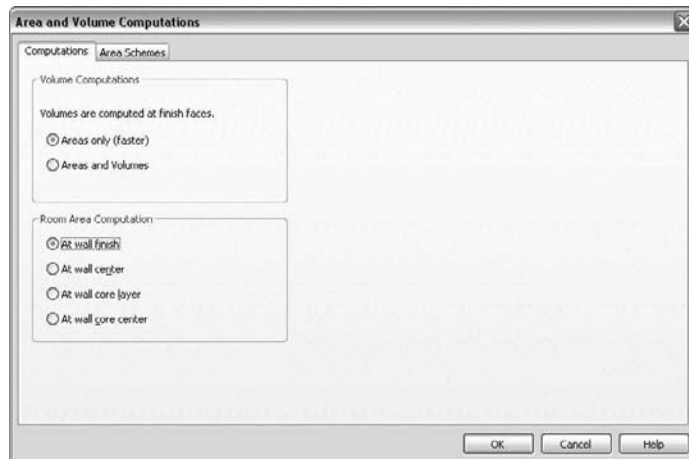 Area and Volume Computations
Computations
Area Schemes
Volume Computations
Volumes are computed at finish faces.
Areas only (faster)
Areas and Volumes
Room Area Computation
At wall finish
At wall center
At wall core layer
At wall core center
OK
Cancel
Help